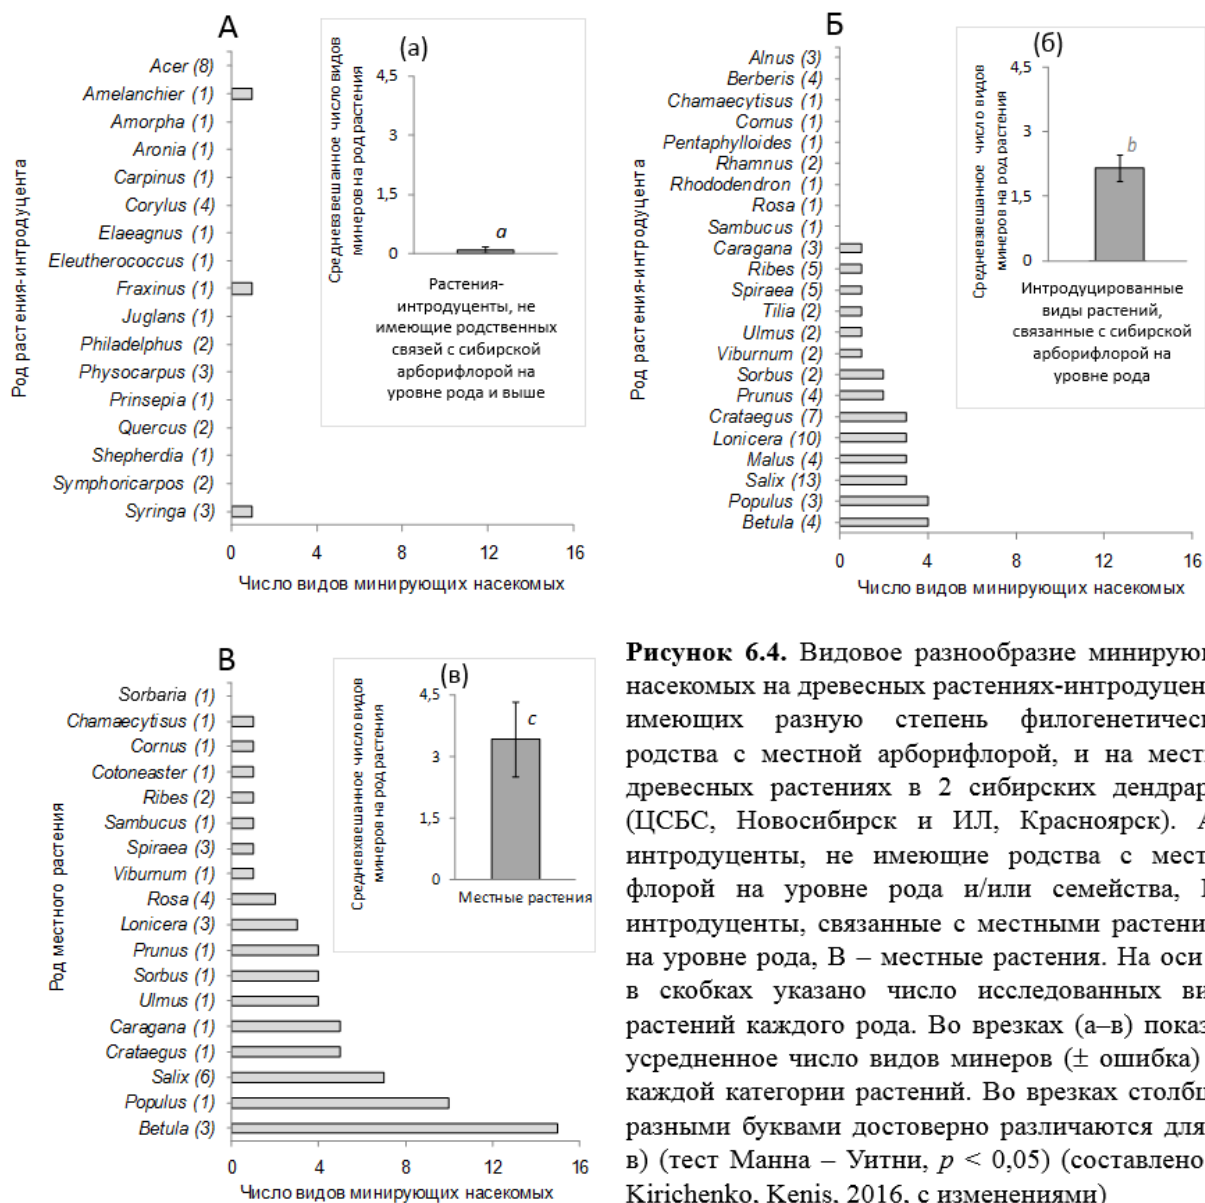 А
(а)
Средневзвешанное число видов
минеров на род растения
4,5
3
1,5
0
a
Растения-
интродуценты, не
имеющие родственных
связей с сибирской
арборифлорой на
уровне рода и выше
Род растения-интродуцента
Acer (8)
Amelanchier (1)
Amorpha (1)
Aronia (1)
Carpinus (1)
Corylus (4)
Elaeagnus (1)
Eleutherococcus (1)
Fraxinus (1)
Juglans (1)
Philadelphus (2)
Physocarpus (3)
Prinsepia (1)
Quercus (2)
Shepherdia (1)
Symphoricarpos (2)
Syringa (3)
0 4 8 12 16
Число видов минирующих насекомых
Б
(б)
Средневзвешанное число видов
минеров на род растения
4,5
3
1,5
0
b
Интродуцированные
виды растений,
связанные с сибирской
арборифлорой на
уровне рода
Род растения-интродуцента
Alnus (3)
Berberis (4)
Chamaecytisus (1)
Cornus (1)
Pentaphylloides (1)
Rhamnus (2)
Rhododendron (1)
Rosa (1)
Sambucus (1)
Caragana (3)
Ribes (5)
Spiraea (5)
Tilia (2)
Ulmus (2)
Viburnum (2)
Sorbus (2)
Prunus (4)
Crataegus (7)
Lonicera (10)
Malus (4)
Salix (13)
Populus (3)
Betula (4)
0 4 8 12 16
Число видов минирующих насекомых
В
(в)
Средневхвешанное число видов
минеров на род растения
4,5
3
1,5
0
c
Местные растения
Род местного растения
Sorbaria (1)
Chamaecytisus (1)
Cornus (1)
Cotoneaster (1)
Ribes (2)
Sambucus (1)
Spiraea (3)
Viburnum (1)
Rosa (4)
Lonicera (3)
Prunus (1)
Sorbus (1)
Ulmus (1)
Caragana (1)
Crataegus (1)
Salix (6)
Populus (1)
Betula (3)
0 4 8 12 16
Число видов минирующих насекомых
Рисунок 6.4. Видовое разнообразие минирую
насекомых на древесных растениях-интродуцен
имеющих разную степень филогенетическ
родства с местной арборифлорой, и на мест
древесных растениях в 2 сибирских дендрар
(ЦСБС, Новосибирск и ИЛ, Красноярск). А
интродуценты, не имеющие родства с мест
флорой на уровне рода и/или семейства,
интродуценты, связанные с местными растени
на уровне рода, В – местные растения. На оси
в скобках указано число исследованных ви
растений каждого рода. Во врезках (а–в) показ
усредненное число видов минеров (± ошибка)
каждой категории растений. Во врезках столб
разными буквами достоверно различаются для
в) (тест Манна – Уитни, p < 0,05) (составлено
Kirichenko, Kenis, 2016, с изменениями)